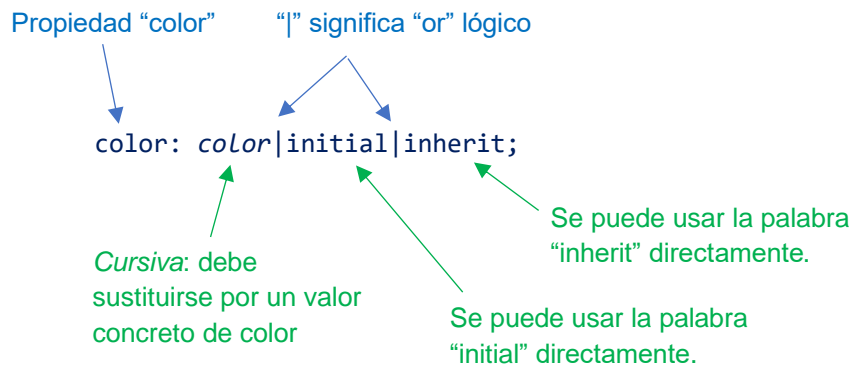 Propiedad “color”
“|” significa “or” lógico
color: color|initial|inherit;
Se puede usar la palabra
“inherit” directamente.
Cursiva: debe
sustituirse por un valor
concreto de color
Se puede usar la palabra
“initial” directamente.